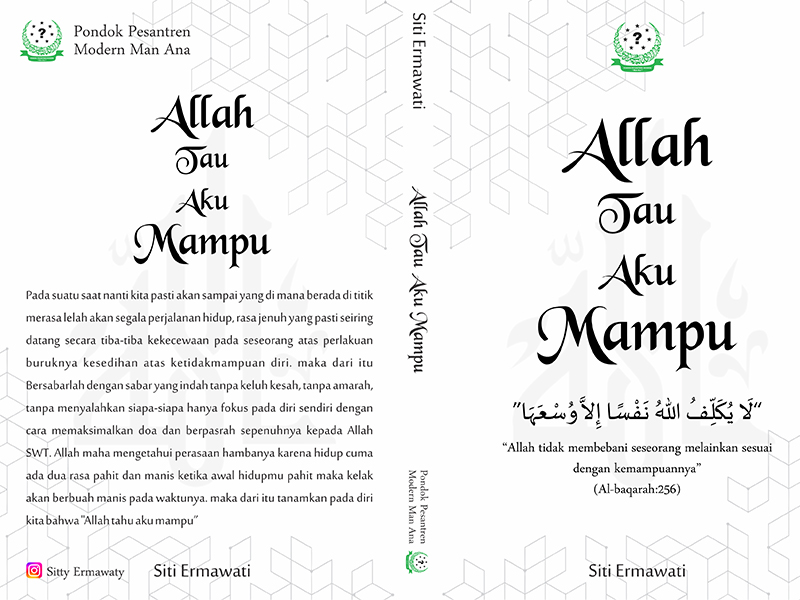 Pondok Pesantren
Modern Man Ana
Allah
Tau
Aku
Mampu
Pada suatu saat nanti kita pasti akan sampai yang di mana berada di titik
merasa lelah akan segala perjalanan hidup, rasa jenuh yang pasti seiring
datang secara tiba-tiba kekecewaan pada seseorang atas perlakuan
buruknya kesedihan atas ketidakmampuan diri. maka dari itu
Bersabarlah dengan sabar yang indah tanpa keluh kesah, tanpa amarah,
tanpa menyalahkan siapa-siapa hanya fokus pada diri sendiri dengan
cara memaksimalkan doa dan berpasrah sepenuhnya kepada Allah
SWT. Allah maha mengetahui perasaan hambanya karena hidup cuma
ada dua rasa pahit dan manis ketika awal hidupmu pahit maka kelak
akan berbuah manis pada waktunya. maka dari itu tanamkan pada diri
kita bahwa "Allah tahu aku mampu"
Sitty Ermawaty
Siti Ermawati
Siti Ermawati
Allah Tau Aku Mampu
Pondok Pesantren
Modern Man Ana
?
Allah
Tau
Aku
Mampu
“لَا يُكَلِّفُ اللهُ نَفْسًا إِلاَّ وُسْعَهَا”
“Allah tidak membebani seseorang melainkan sesuai
dengan kemampuannya”
(Al-baqarah:256)
Siti Ermawati